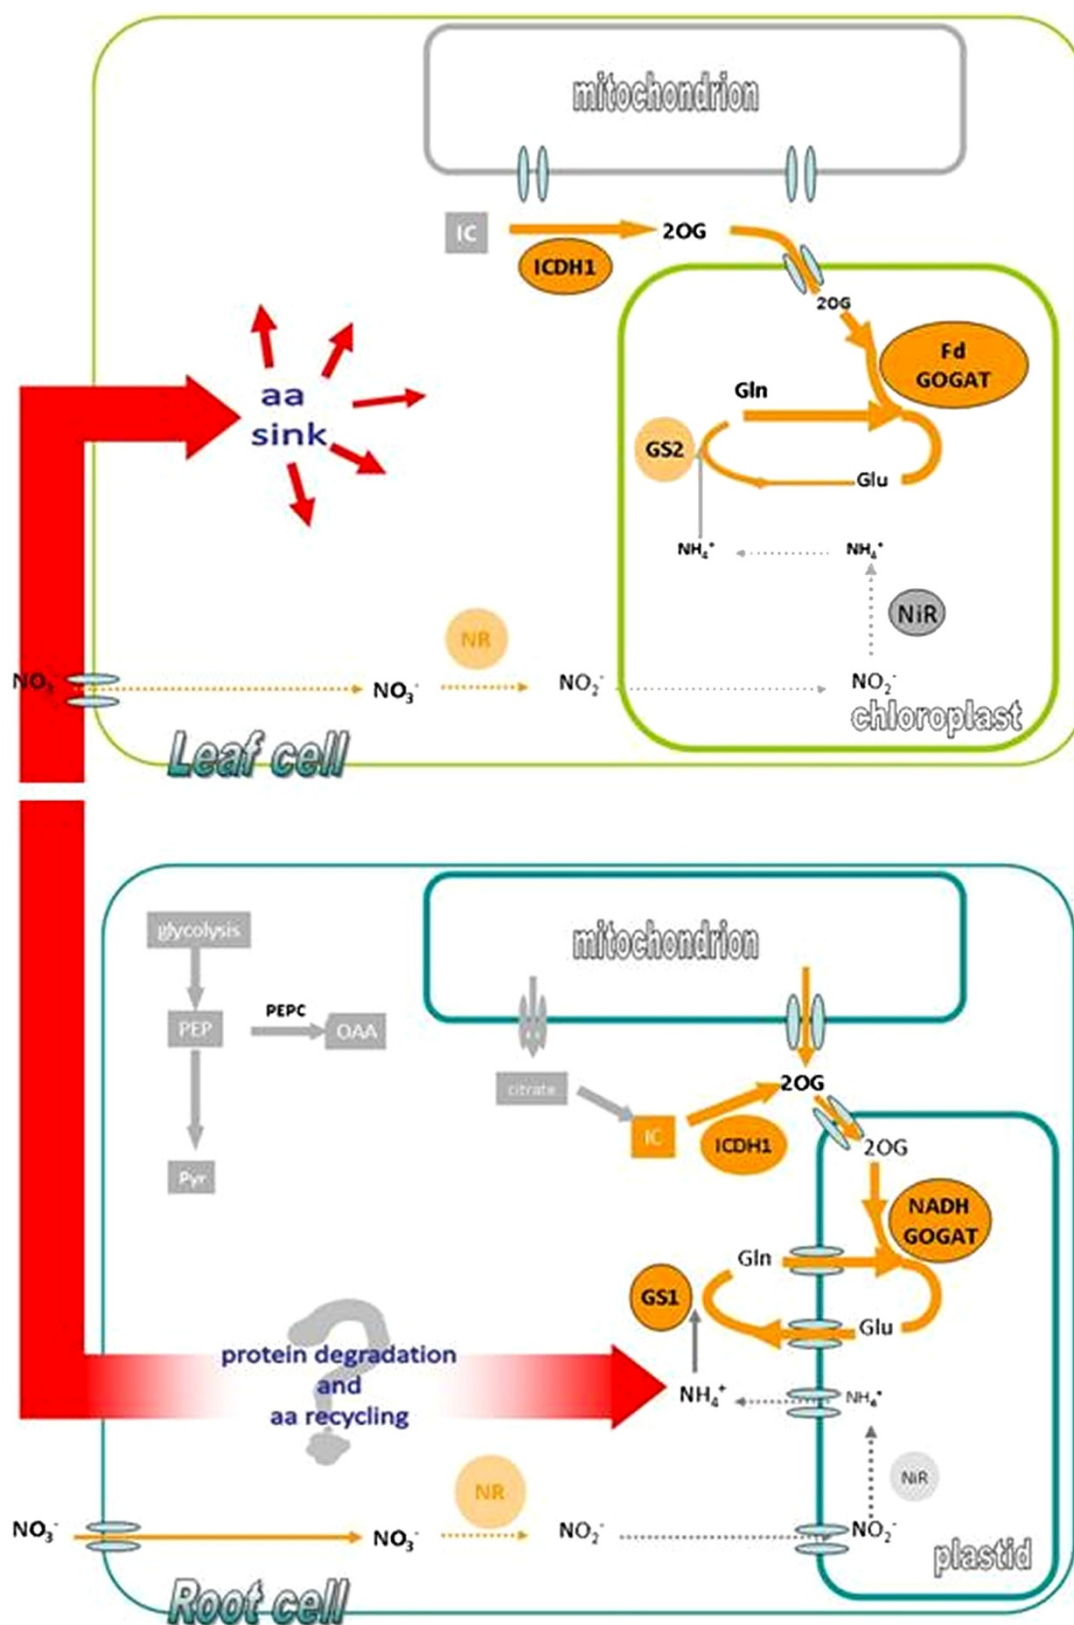 mitochondrion
IC
2OG
ICDH1
2OG
Fd
GOGAT
aa
sink
Gln
GS2
Glu
NH₄⁺
NH₄⁺
NiR
NR
NO₃⁻
NO₃⁻
NO₂⁻
NO₂⁻
chloroplast
Leaf cell
glycolysis
mitochondrion
PEP
PEPC
OAA
citrate
2OG
IC
ICDH1
2OG
Pyr
NADH
GOGAT
Gln
GS1
Glu
protein degradation
and
aa recycling
NH₄⁺
NH₄⁺
NR
NiR
NO₃⁻
NO₃⁻
NO₂⁻
NO₂⁻
plastid
Root cell